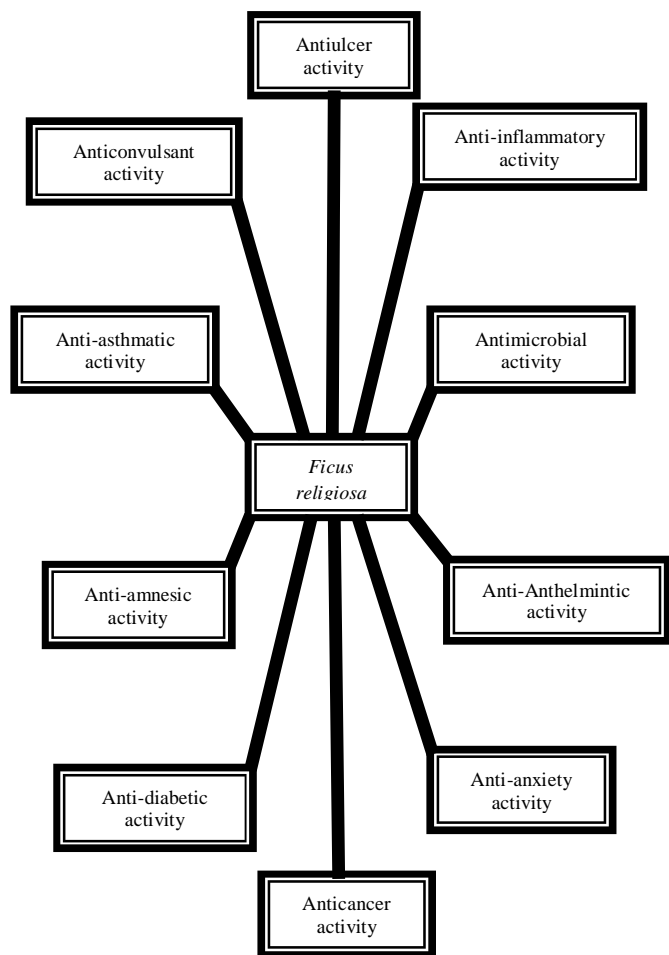 Antiulcer
activity
Anticonvulsant
activity
Anti-inflammatory
activity
Anti-asthmatic
activity
Antimicrobial
activity
Ficus
religiosa
Anti-amnesic
activity
Anti-Anthelmintic
activity
Anti-diabetic
activity
Anti-anxiety
activity
Anticancer
activity